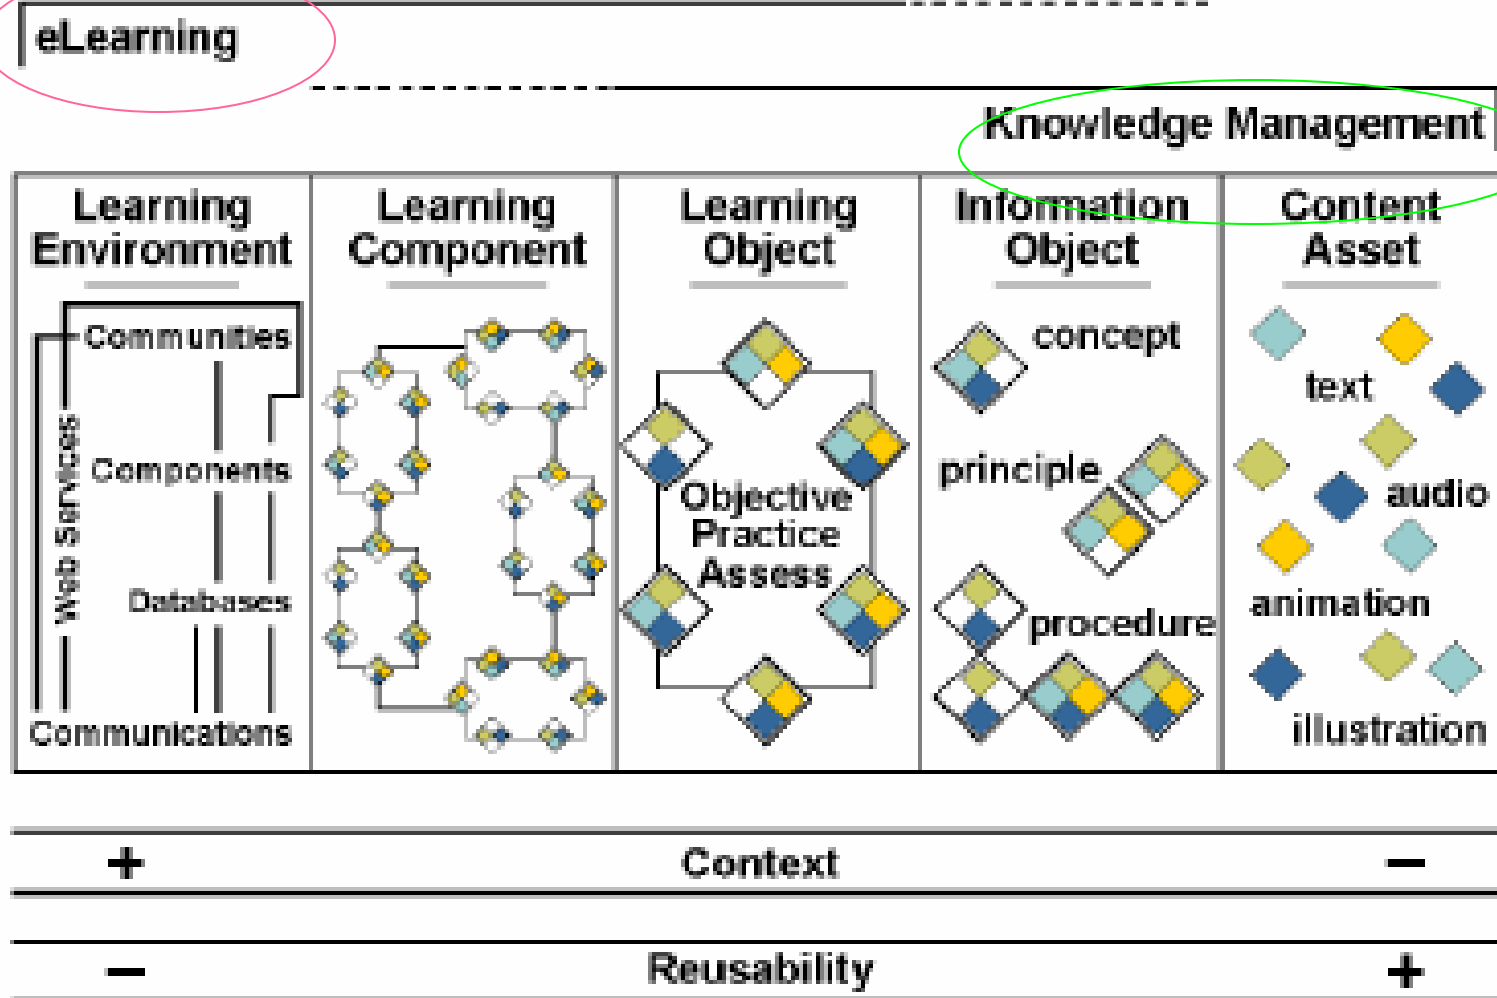 eLearning
Knowledge Management
Learning
Environment
Communities
Web Services
Components
Databases
Communications
Learning
Component
Learning
Object
Objective
Practice
Assess
Information
Object
concept
principle
procedure
Content
Asset
text
audio
animation
illustration
+ Context −
− Reusability +